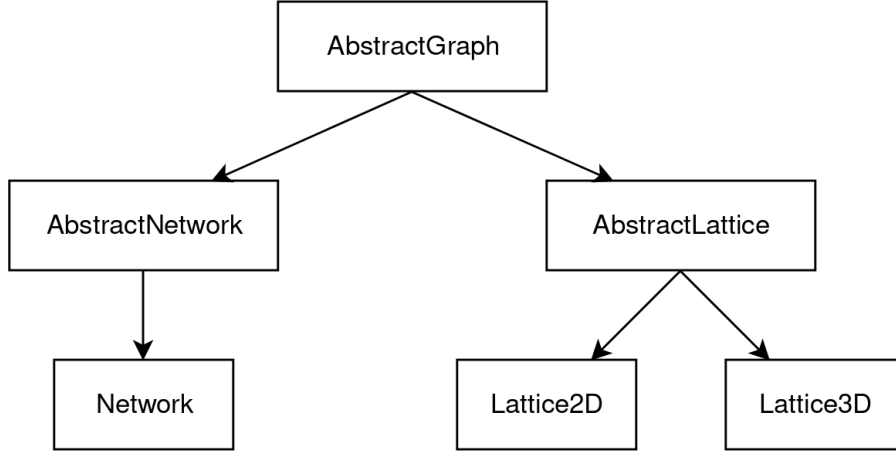 AbstractGraph
AbstractNetwork
AbstractLattice
Network
Lattice2D
Lattice3D